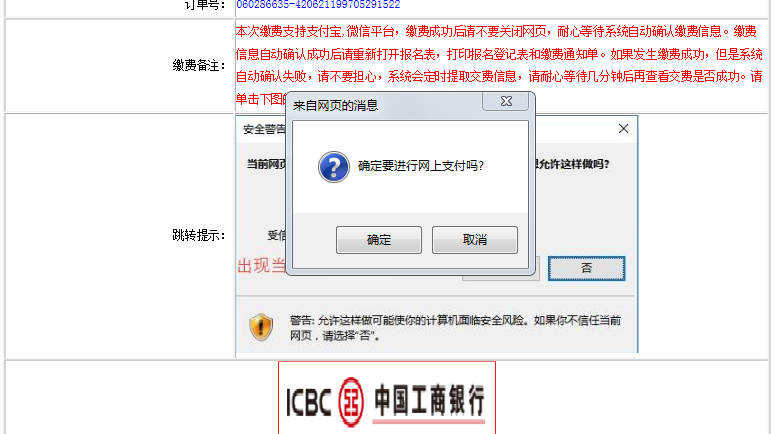 订单号：
060286635-420621199705291522
缴费备注：
本次缴费支持支付宝,微信平台，缴费成功后请不要关闭网页，耐心等待系统自动确认缴费信息。缴费
信息自动确认成功后请重新打开报名表，打印报名登记表和缴费通知单。如果发生缴费成功，但是系统
自动确认失败，请不要担心，系统会定时提取交费信息，请耐心等待几分钟后再查看交费是否成功。请
单击下图的
来自网页的消息
确定要进行网上支付吗?
确定
取消
跳转提示：
安全警告
当前网页
想允许这样做吗?
受信
出现当
否
警告: 允许这样做可能使你的计算机面临安全风险。如果你不信任当前
网页，请选择“否”。
ICBC 中国工商银行